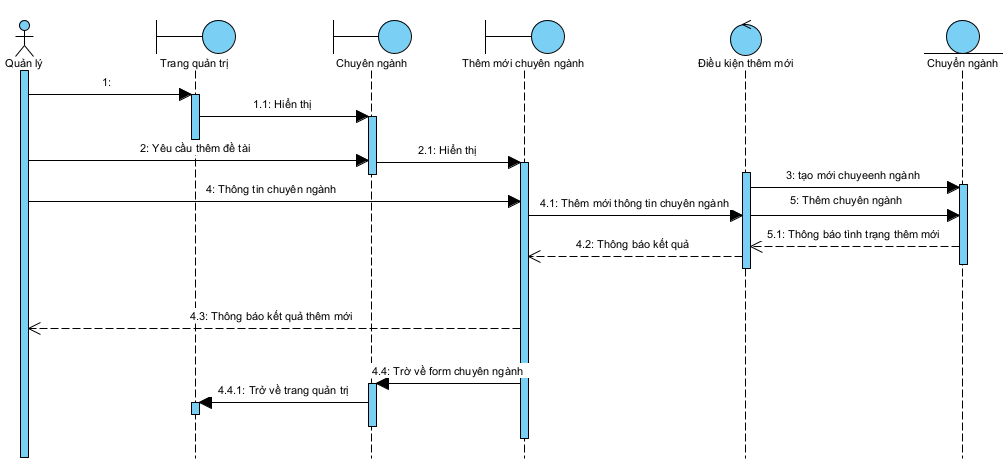 Quản lý
Trang quản trị
Chuyên ngành
Thêm mới chuyên ngành
Điều kiện thêm mới
Chuyển ngành
1:
1.1: Hiển thị
2: Yêu cầu thêm đề tài
2.1: Hiển thị
3: tạo mới chuyeenh ngành
4: Thông tin chuyên ngành
4.1: Thêm mới thông tin chuyên ngành
5: Thêm chuyên ngành
5.1: Thông báo tình trạng thêm mới
4.2: Thông báo kết quả
4.3: Thông báo kết quả thêm mới
4.4: Trờ về form chuyên ngành
4.4.1: Trở về trang quản trị